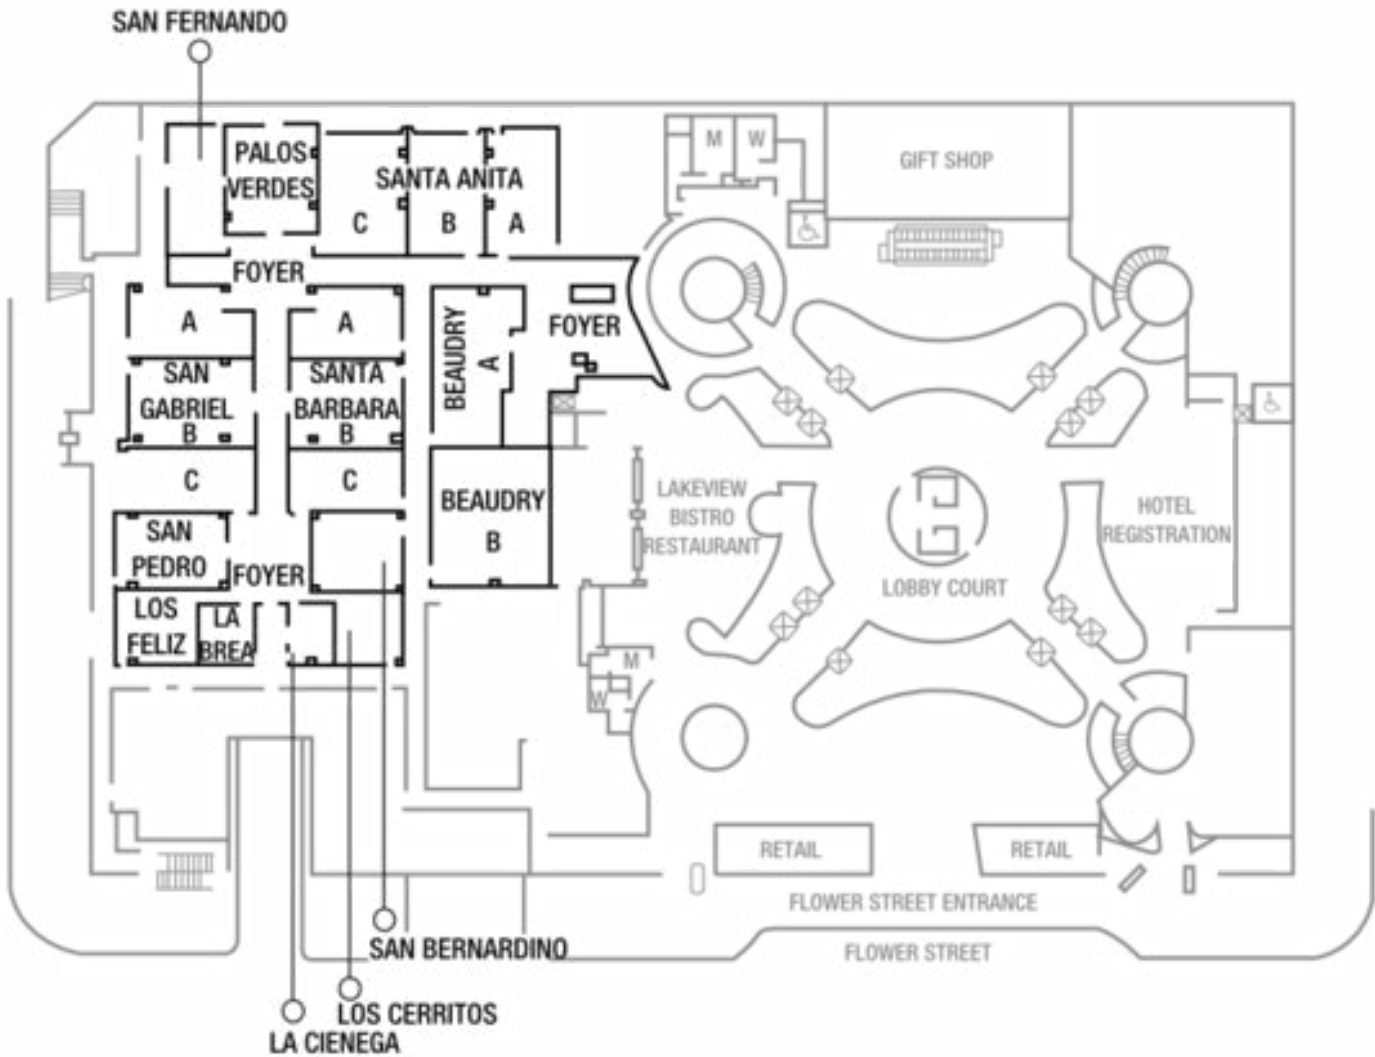 SAN FERNANDO
PALOS
VERDES
SANTA ANITA
C
B
A
M
W
GIFT SHOP
FOYER
A
A
SAN
GABRIEL
B
SANTA
BARBARA
B
C
C
BEAUDRY
A
FOYER
BEAUDRY
B
SAN
PEDRO
FOYER
LOS
FELIZ
LA
BREA
LAKEVIEW
BISTRO
RESTAURANT
HOTEL
REGISTRATION
LOBBY COURT
M
W
RETAIL
RETAIL
FLOWER STREET ENTRANCE
FLOWER STREET
SAN BERNARDINO
LOS CERRITOS
LA CIENEGA